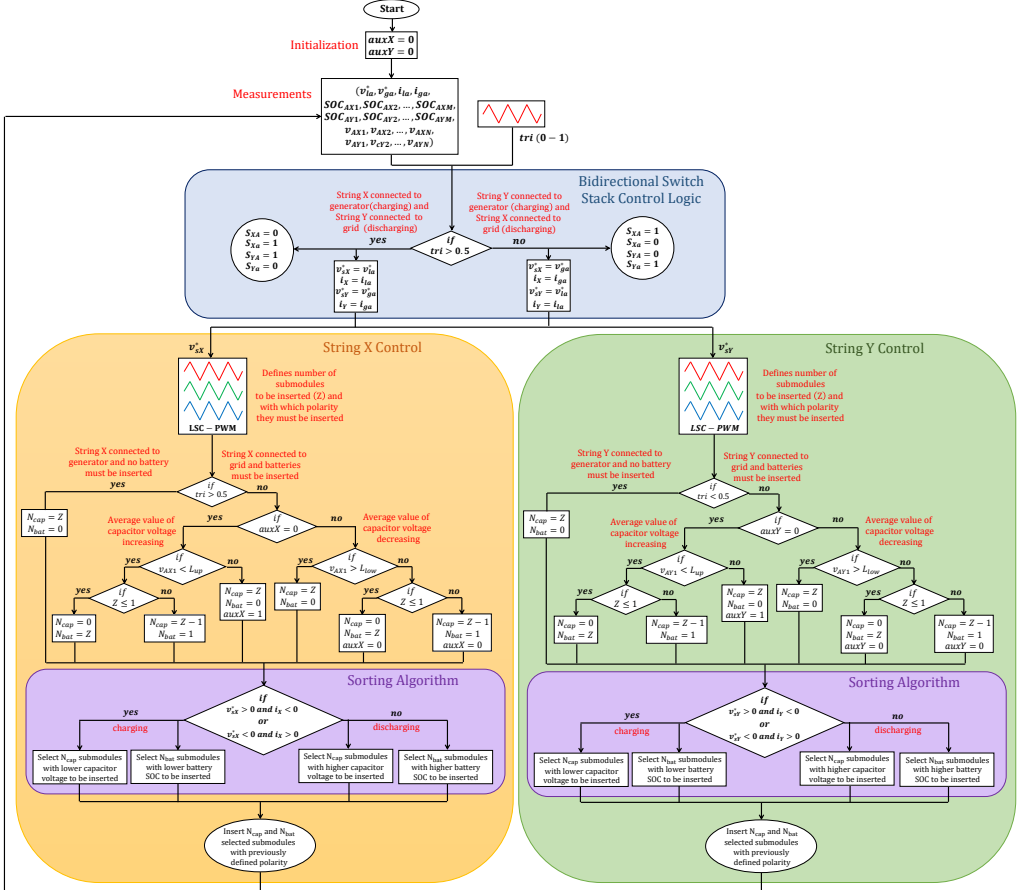 Start
Initialization
auxX = 0
auxY = 0
Measurements
(v*la, v*ga, ila, iga,
SOCAX1, SOCAX2, ..., SOCAXM,
SOCAY1, SOCAY2, ..., SOCAYM,
vAX1, vAX2, ..., vAXN,
vAY1, vcY2, ..., vAYN)
tri (0 − 1)
Bidirectional Switch
Stack Control Logic
String X connected to
generator(charging) and
String Y connected to
grid (discharging)
String Y connected to
generator (charging) and
String X connected to
grid (discharging)
SXA = 0
SXa = 1
SYA = 1
SYa = 0
yes
if
tri > 0.5
no
SXA = 1
SXa = 0
SYA = 0
SYa = 1
v*sX = v*la
iX = ila
v*sY = v*ga
iY = iga
v*sX = v*ga
iX = iga
v*sY = v*la
iY = ila
v*sX
String X Control
LSC − PWM
Defines number of
submodules
to be inserted (Z) and
with which polarity
they must be inserted
String X connected to
generator and no battery
must be inserted
String X connected to
grid and batteries
must be inserted
yes
if
tri > 0.5
no
Ncap = Z
Nbat = 0
Average value of
capacitor voltage
increasing
yes
if
auxX = 0
no
Average value of
capacitor voltage
decreasing
yes
if
vAX1 < Lup
no
yes
if
vAX1 > Llow
no
yes
if
Z ≤ 1
no
Ncap = Z
Nbat = 0
auxX = 1
Ncap = Z
Nbat = 0
yes
if
Z ≤ 1
no
Ncap = 0
Nbat = Z
Ncap = Z − 1
Nbat = 1
Ncap = 0
Nbat = Z
auxX = 0
Ncap = Z − 1
Nbat = 1
auxX = 0
Sorting Algorithm
yes
charging
if
v*sX > 0 and iX < 0
or
v*sX < 0 and iX > 0
no
discharging
Select Ncap submodules
with lower capacitor
voltage to be inserted
Select Nbat submodules
with lower battery
SOC to be inserted
Select Ncap submodules
with higher capacitor
voltage to be inserted
Select Nbat submodules
with higher battery
SOC to be inserted
Insert Ncap and Nbat
selected submodules
with previously
defined polarity
v*sY
String Y Control
LSC − PWM
Defines number of
submodules
to be inserted (Z) and
with which polarity
they must be inserted
String Y connected to
generator and no battery
must be inserted
String Y connected to
grid and batteries
must be inserted
yes
if
tri < 0.5
no
Ncap = Z
Nbat = 0
Average value of
capacitor voltage
increasing
yes
if
auxY = 0
no
Average value of
capacitor voltage
decreasing
yes
if
vAY1 < Lup
no
yes
if
vAY1 > Llow
no
yes
if
Z ≤ 1
no
Ncap = Z
Nbat = 0
auxY = 1
Ncap = Z
Nbat = 0
yes
if
Z ≤ 1
no
Ncap = 0
Nbat = Z
Ncap = Z − 1
Nbat = 1
Ncap = 0
Nbat = Z
auxY = 0
Ncap = Z − 1
Nbat = 1
auxY = 0
Sorting Algorithm
yes
charging
if
v*sY > 0 and iY < 0
or
v*sY < 0 and iY > 0
no
discharging
Select Ncap submodules
with lower capacitor
voltage to be inserted
Select Nbat submodules
with lower battery
SOC to be inserted
Select Ncap submodules
with higher capacitor
voltage to be inserted
Select Nbat submodules
with higher battery
SOC to be inserted
Insert Ncap and Nbat
selected submodules
with previously
defined polarity